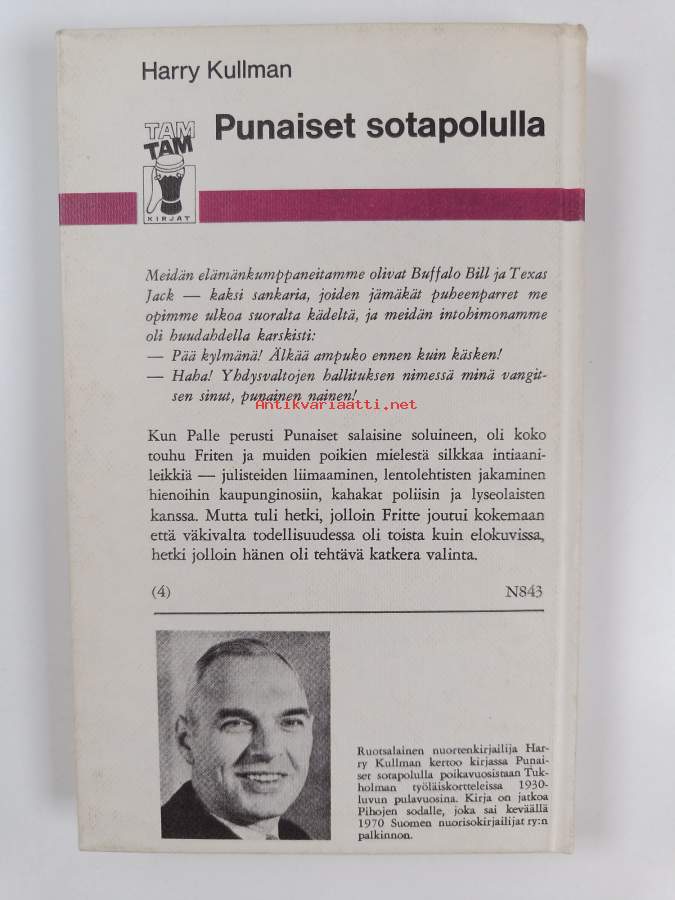 Harry Kullman
TAM
TAM
KIRJAT
Punaiset sotapolulla
Meidän elämänkumppaneitamme olivat Buffalo Bill ja Texas
Jack — kaksi sankaria, joiden jämäkät puheenparret me
opimme ulkoa suoralta kädeltä, ja meidän intohimonamme
oli huudahdella karskisti:
— Pää kylmänä! Älkää ampuko ennen kuin käsken!
— Haha! Yhdysvaltojen hallituksen nimessä minä vangit-
sen sinut, punainen nainen!
Antikvariaatti.net
Kun Palle perusti Punaiset salaisine soluineen, oli koko
touhu Friten ja muiden poikien mielestä silkkaa intiaani-
leikkiä — julisteiden liimaaminen, lentolehtisten jakaminen
hienoihin kaupunginosiin, kahakat poliisin ja lyseolaisten
kanssa. Mutta tuli hetki, jolloin Fritte joutui kokemaan
että väkivalta todellisuudessa oli toista kuin elokuvissa,
hetki jolloin hänen oli tehtävä katkera valinta.
(4) N843
Ruotsalainen nuortenkirjailija Har-
ry Kullman kertoo kirjassa Punai-
set sotapolulla poikavuosistaan Tuk-
holman työläiskortteleissa 1930-
luvun pulavuosina. Kirja on jatkoa
Pihojen sodalle, joka sai keväällä
1970 Suomen nuorisokirjailijat ry:n
palkinnon.